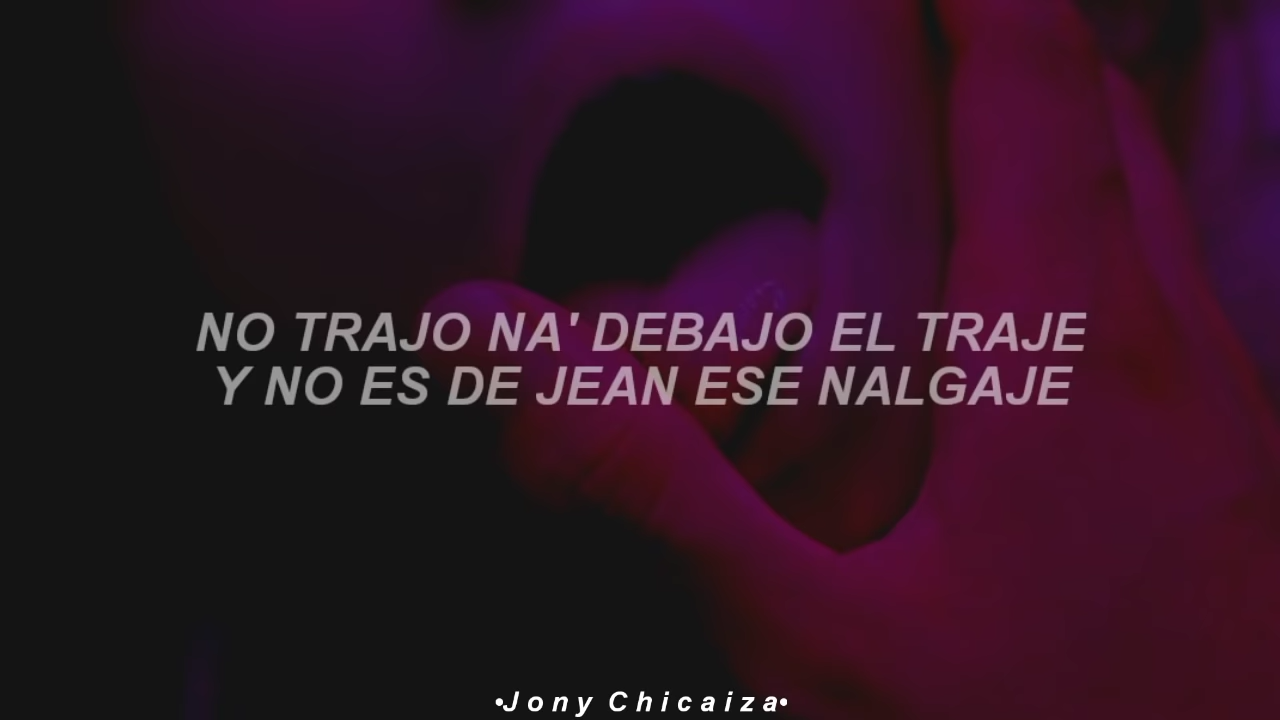 NO TRAJO NA' DEBAJO EL TRAJE
Y NO ES DE JEAN ESE NALGAJE
•Jony Chicaiza•